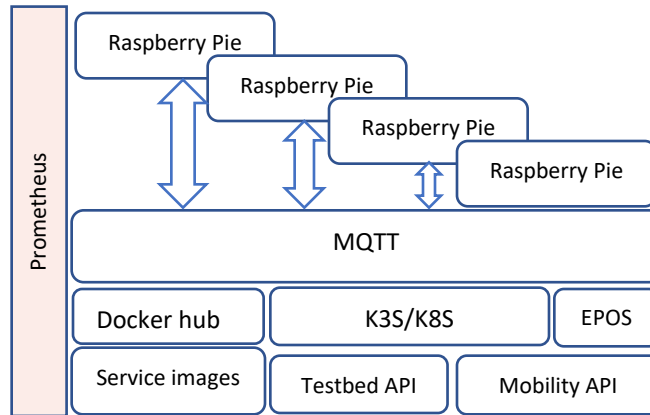 Prometheus
Raspberry Pie
Raspberry Pie
Raspberry Pie
Raspberry Pie
MQTT
Docker hub
K3S/K8S
EPOS
Service images
Testbed API
Mobility API